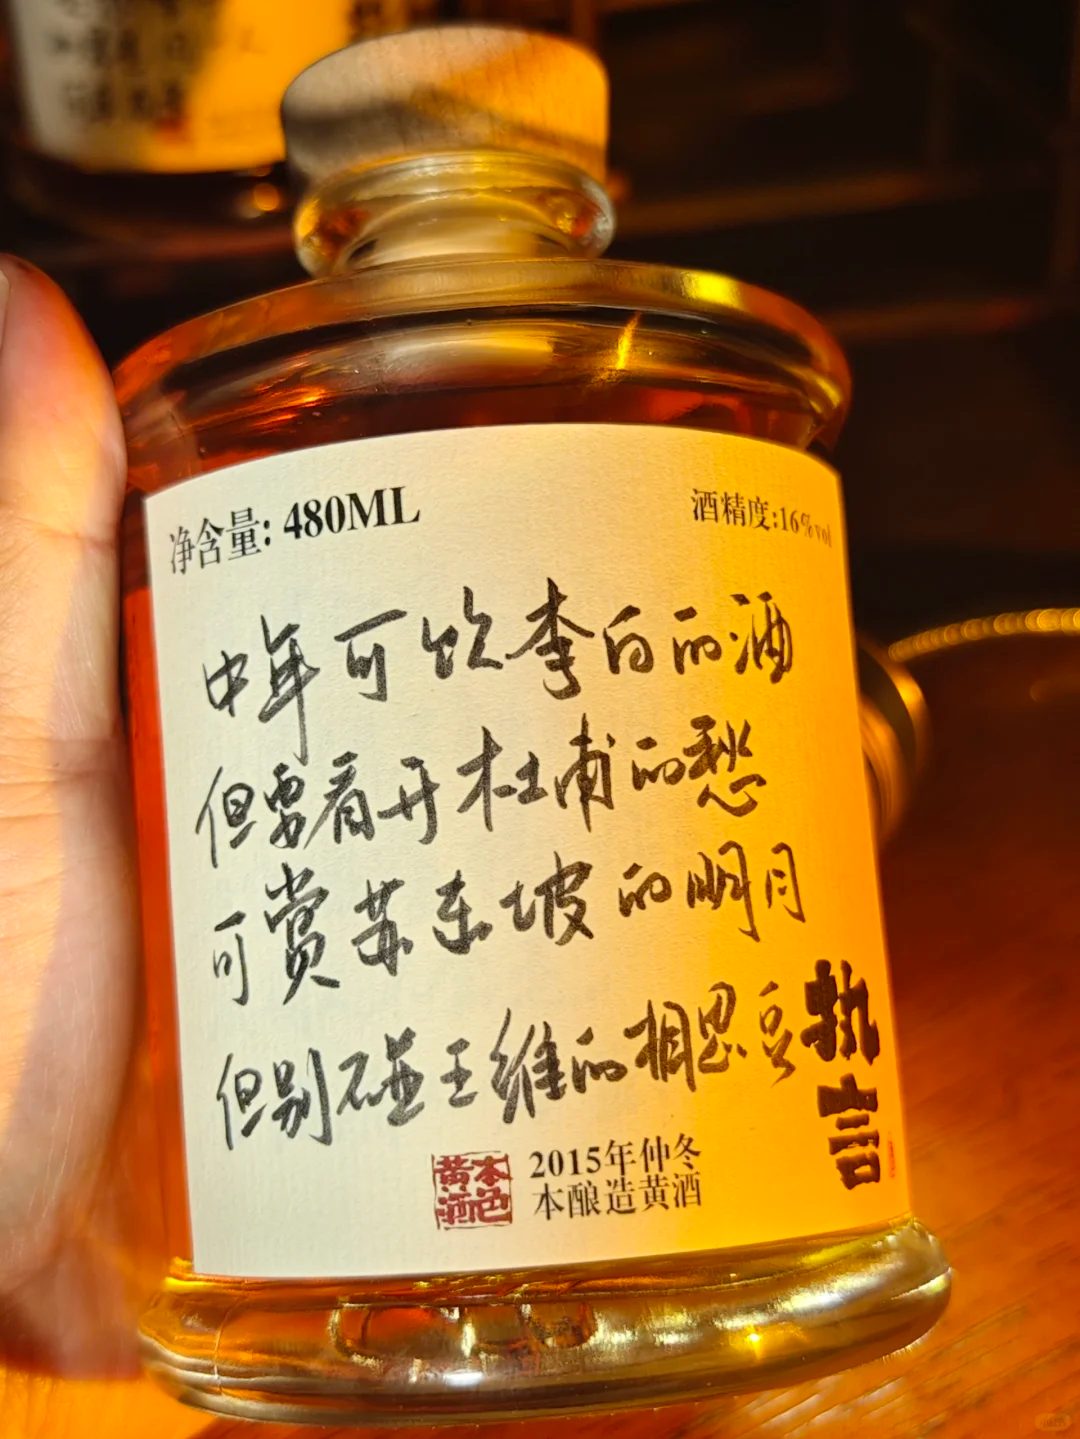 净含量: 480ML
酒精度:16%vol
中年可饮李白的酒
但要看开杜甫的愁
可赏苏东坡的明月
但别碰王维的相思豆
执言
本色黄酒
2015年仲冬
本酿造黄酒